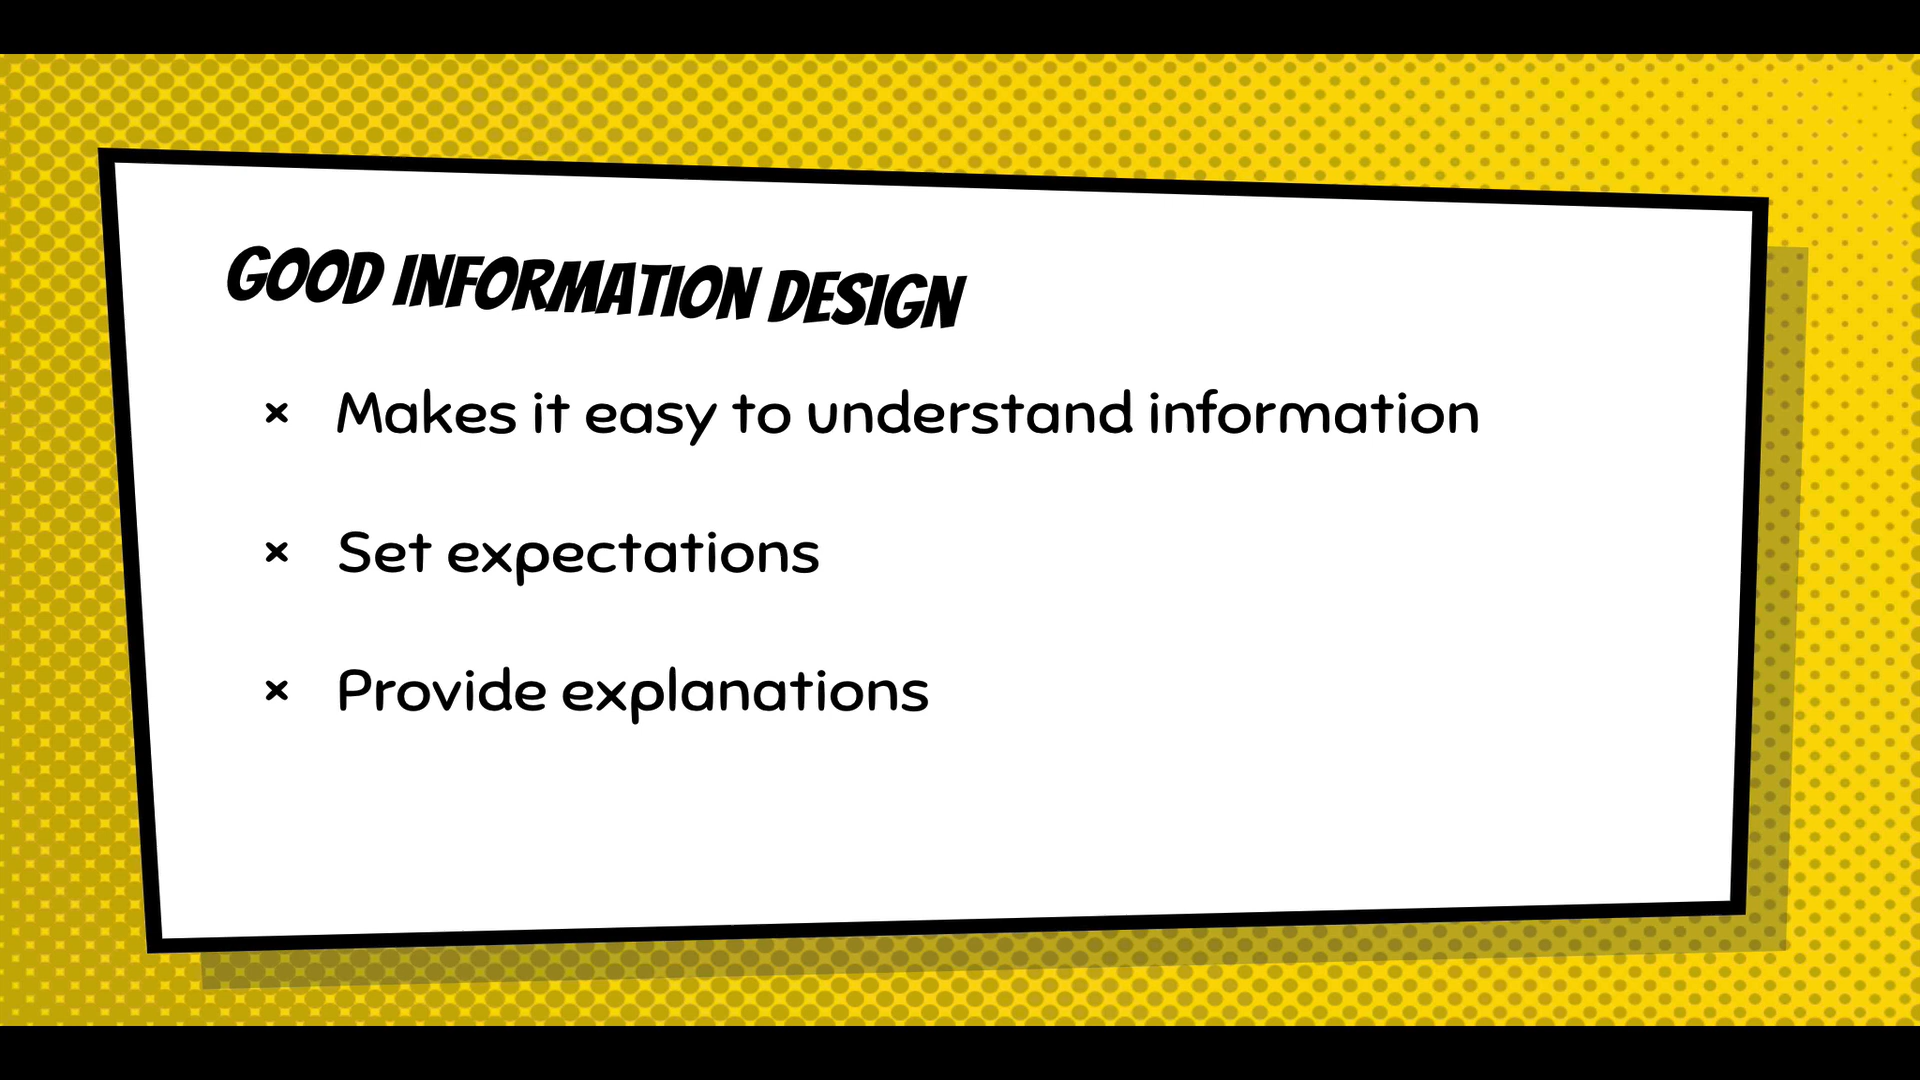 GOOD INFORMATION DESIGN
× Makes it easy to understand information
× Set expectations
× Provide explanations